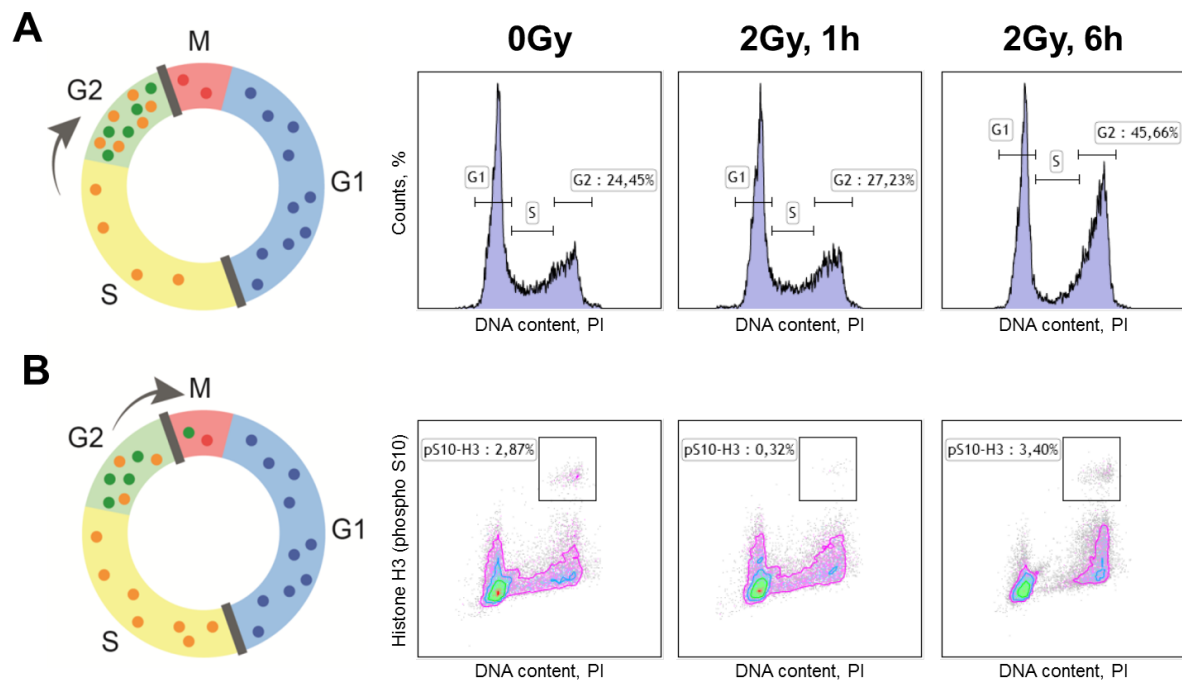 A
M
G2
G1
S
0Gy
2Gy, 1h
2Gy, 6h
Counts, %
G1
S
G2 : 24,45%
DNA content, PI
G1
S
G2 : 27,23%
DNA content, PI
G1
S
G2 : 45,66%
DNA content, PI
B
M
G2
G1
S
Histone H3 (phospho S10)
pS10-H3 : 2,87%
DNA content, PI
pS10-H3 : 0,32%
DNA content, PI
pS10-H3 : 3,40%
DNA content, PI